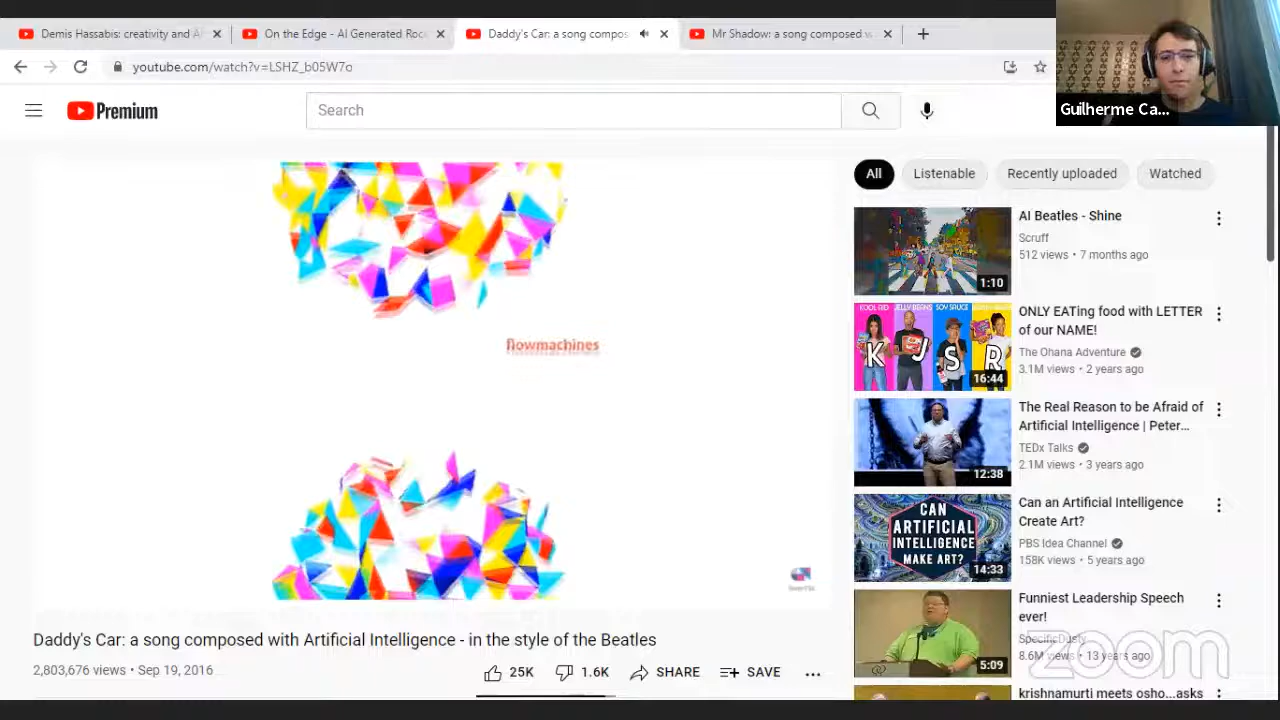 Demis Hassabis: creativity and A
On the Edge - AI Generated Roc
Daddy's Car: a song compos
Mr Shadow: a song composed w
youtube.com/watch?v=LSHZ_b05W7o
Guilherme Ca...
Premium
Search
All
Listenable
Recently uploaded
Watched
flowmachines
AI Beatles - Shine
Scruff
512 views • 7 months ago
1:10
KOOL AID
JELLY BEANS
SOY SAUCE
K J S R
16:44
ONLY EATing food with LETTER
of our NAME!
The Ohana Adventure
3.1M views • 2 years ago
The Real Reason to be Afraid of
Artificial Intelligence | Peter...
TEDx Talks
2.1M views • 3 years ago
12:38
CAN
ARTIFICIAL
INTELLIGENCE
MAKE ART?
14:33
Can an Artificial Intelligence
Create Art?
PBS Idea Channel
158K views • 5 years ago
Funniest Leadership Speech
ever!
SpecificDusty
8.6M views • 13 years ago
5:09
zoom
krishnamurti meets osho...asks
Daddy's Car: a song composed with Artificial Intelligence - in the style of the Beatles
2,803,676 views • Sep 19, 2016
25K
1.6K
SHARE
SAVE